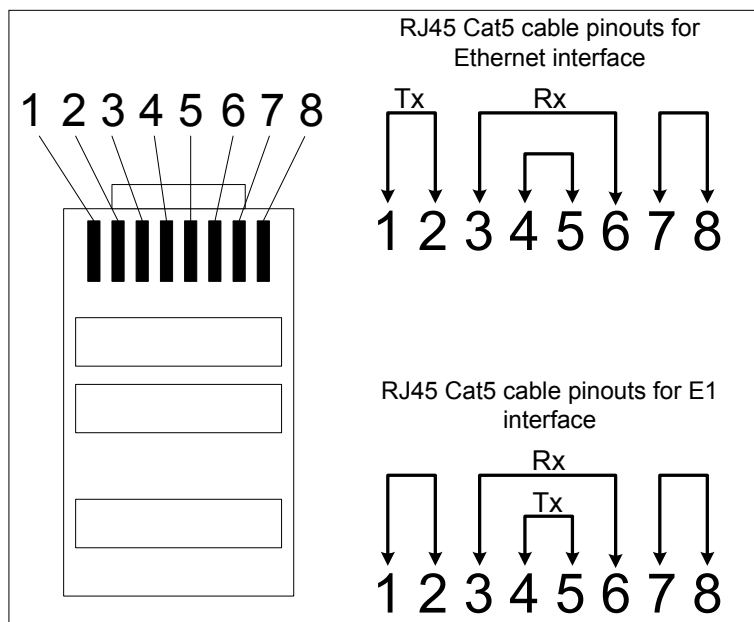 1 2 3 4 5 6 7 8
RJ45 Cat5 cable pinouts for
Ethernet interface
Tx Rx
1 2 3 4 5 6 7 8
RJ45 Cat5 cable pinouts for E1
interface
Rx
Tx
1 2 3 4 5 6 7 8